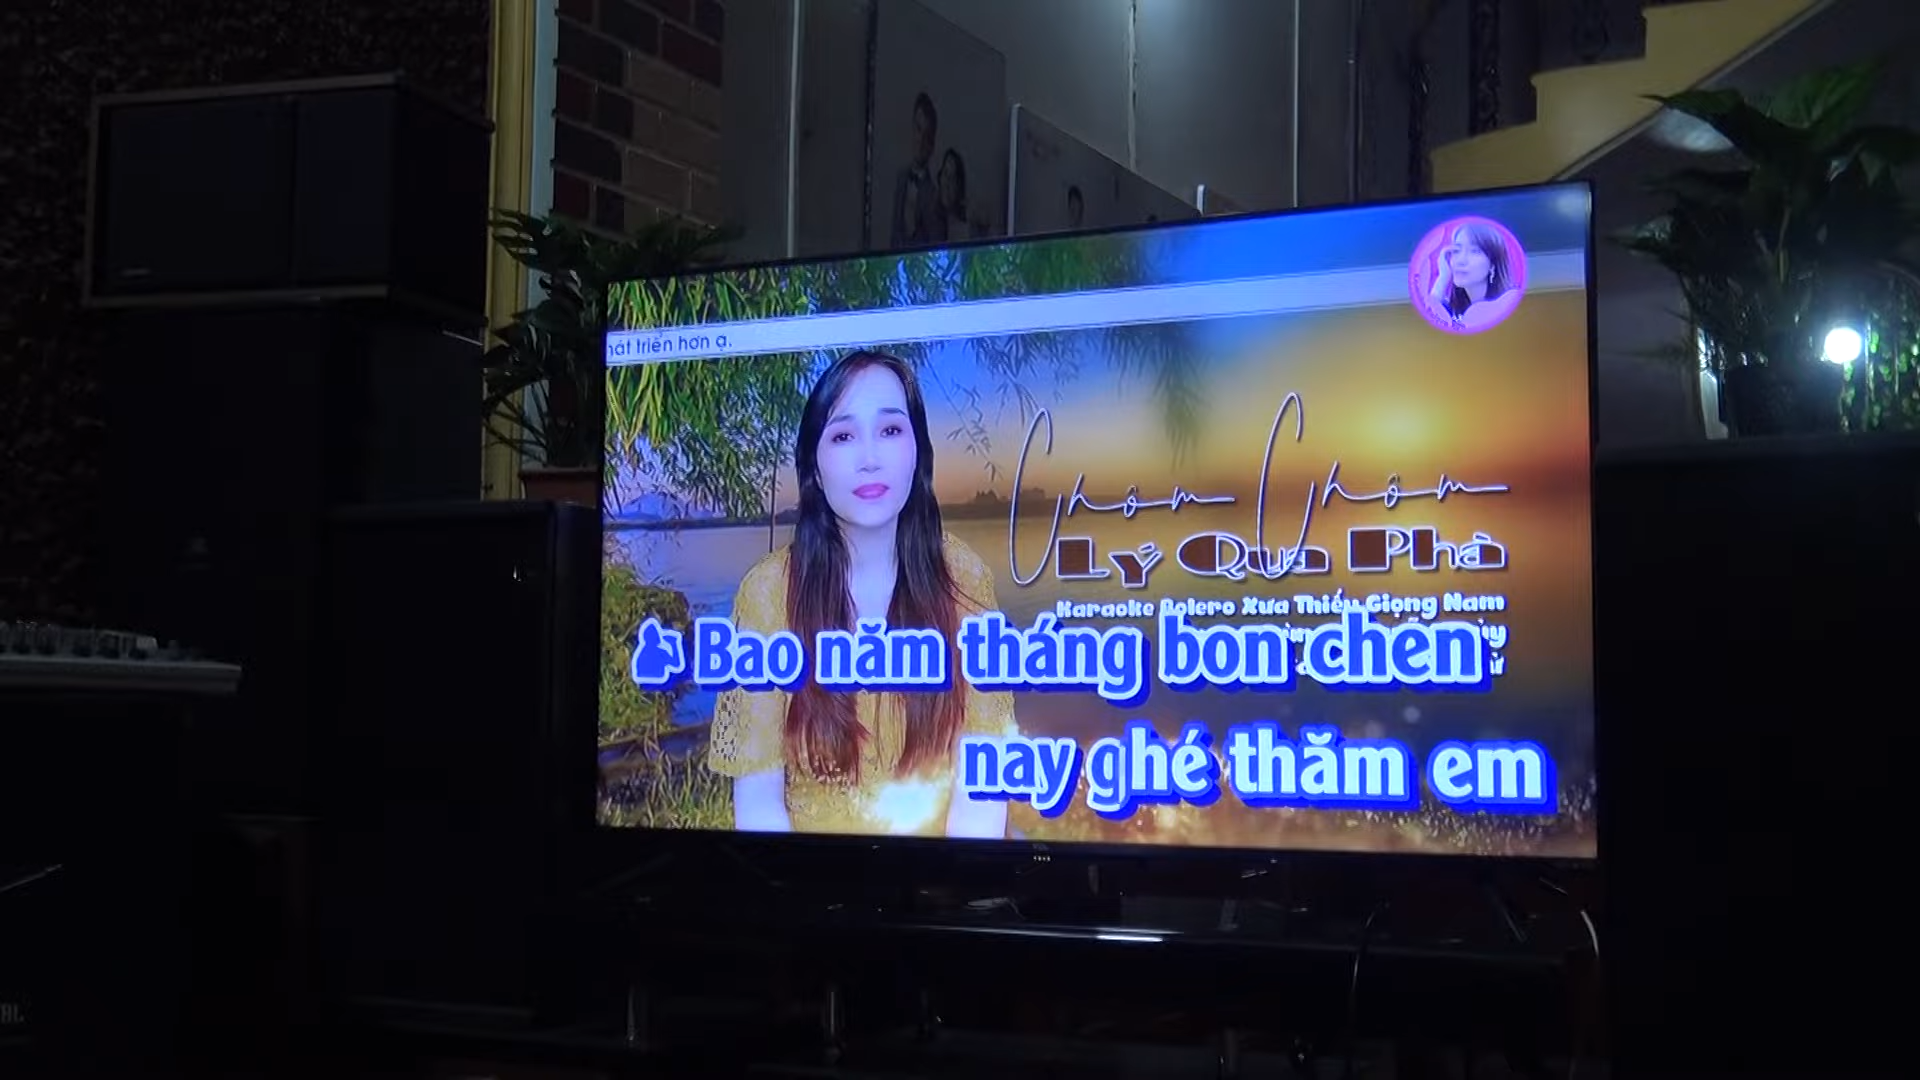 hát triển hơn ạ.
Chôm Chôm
Lý Qua Phà
Karaoke Bolero Xưa Thiếu Giọng Nam
Bao năm tháng bon chen
nay ghé thăm em